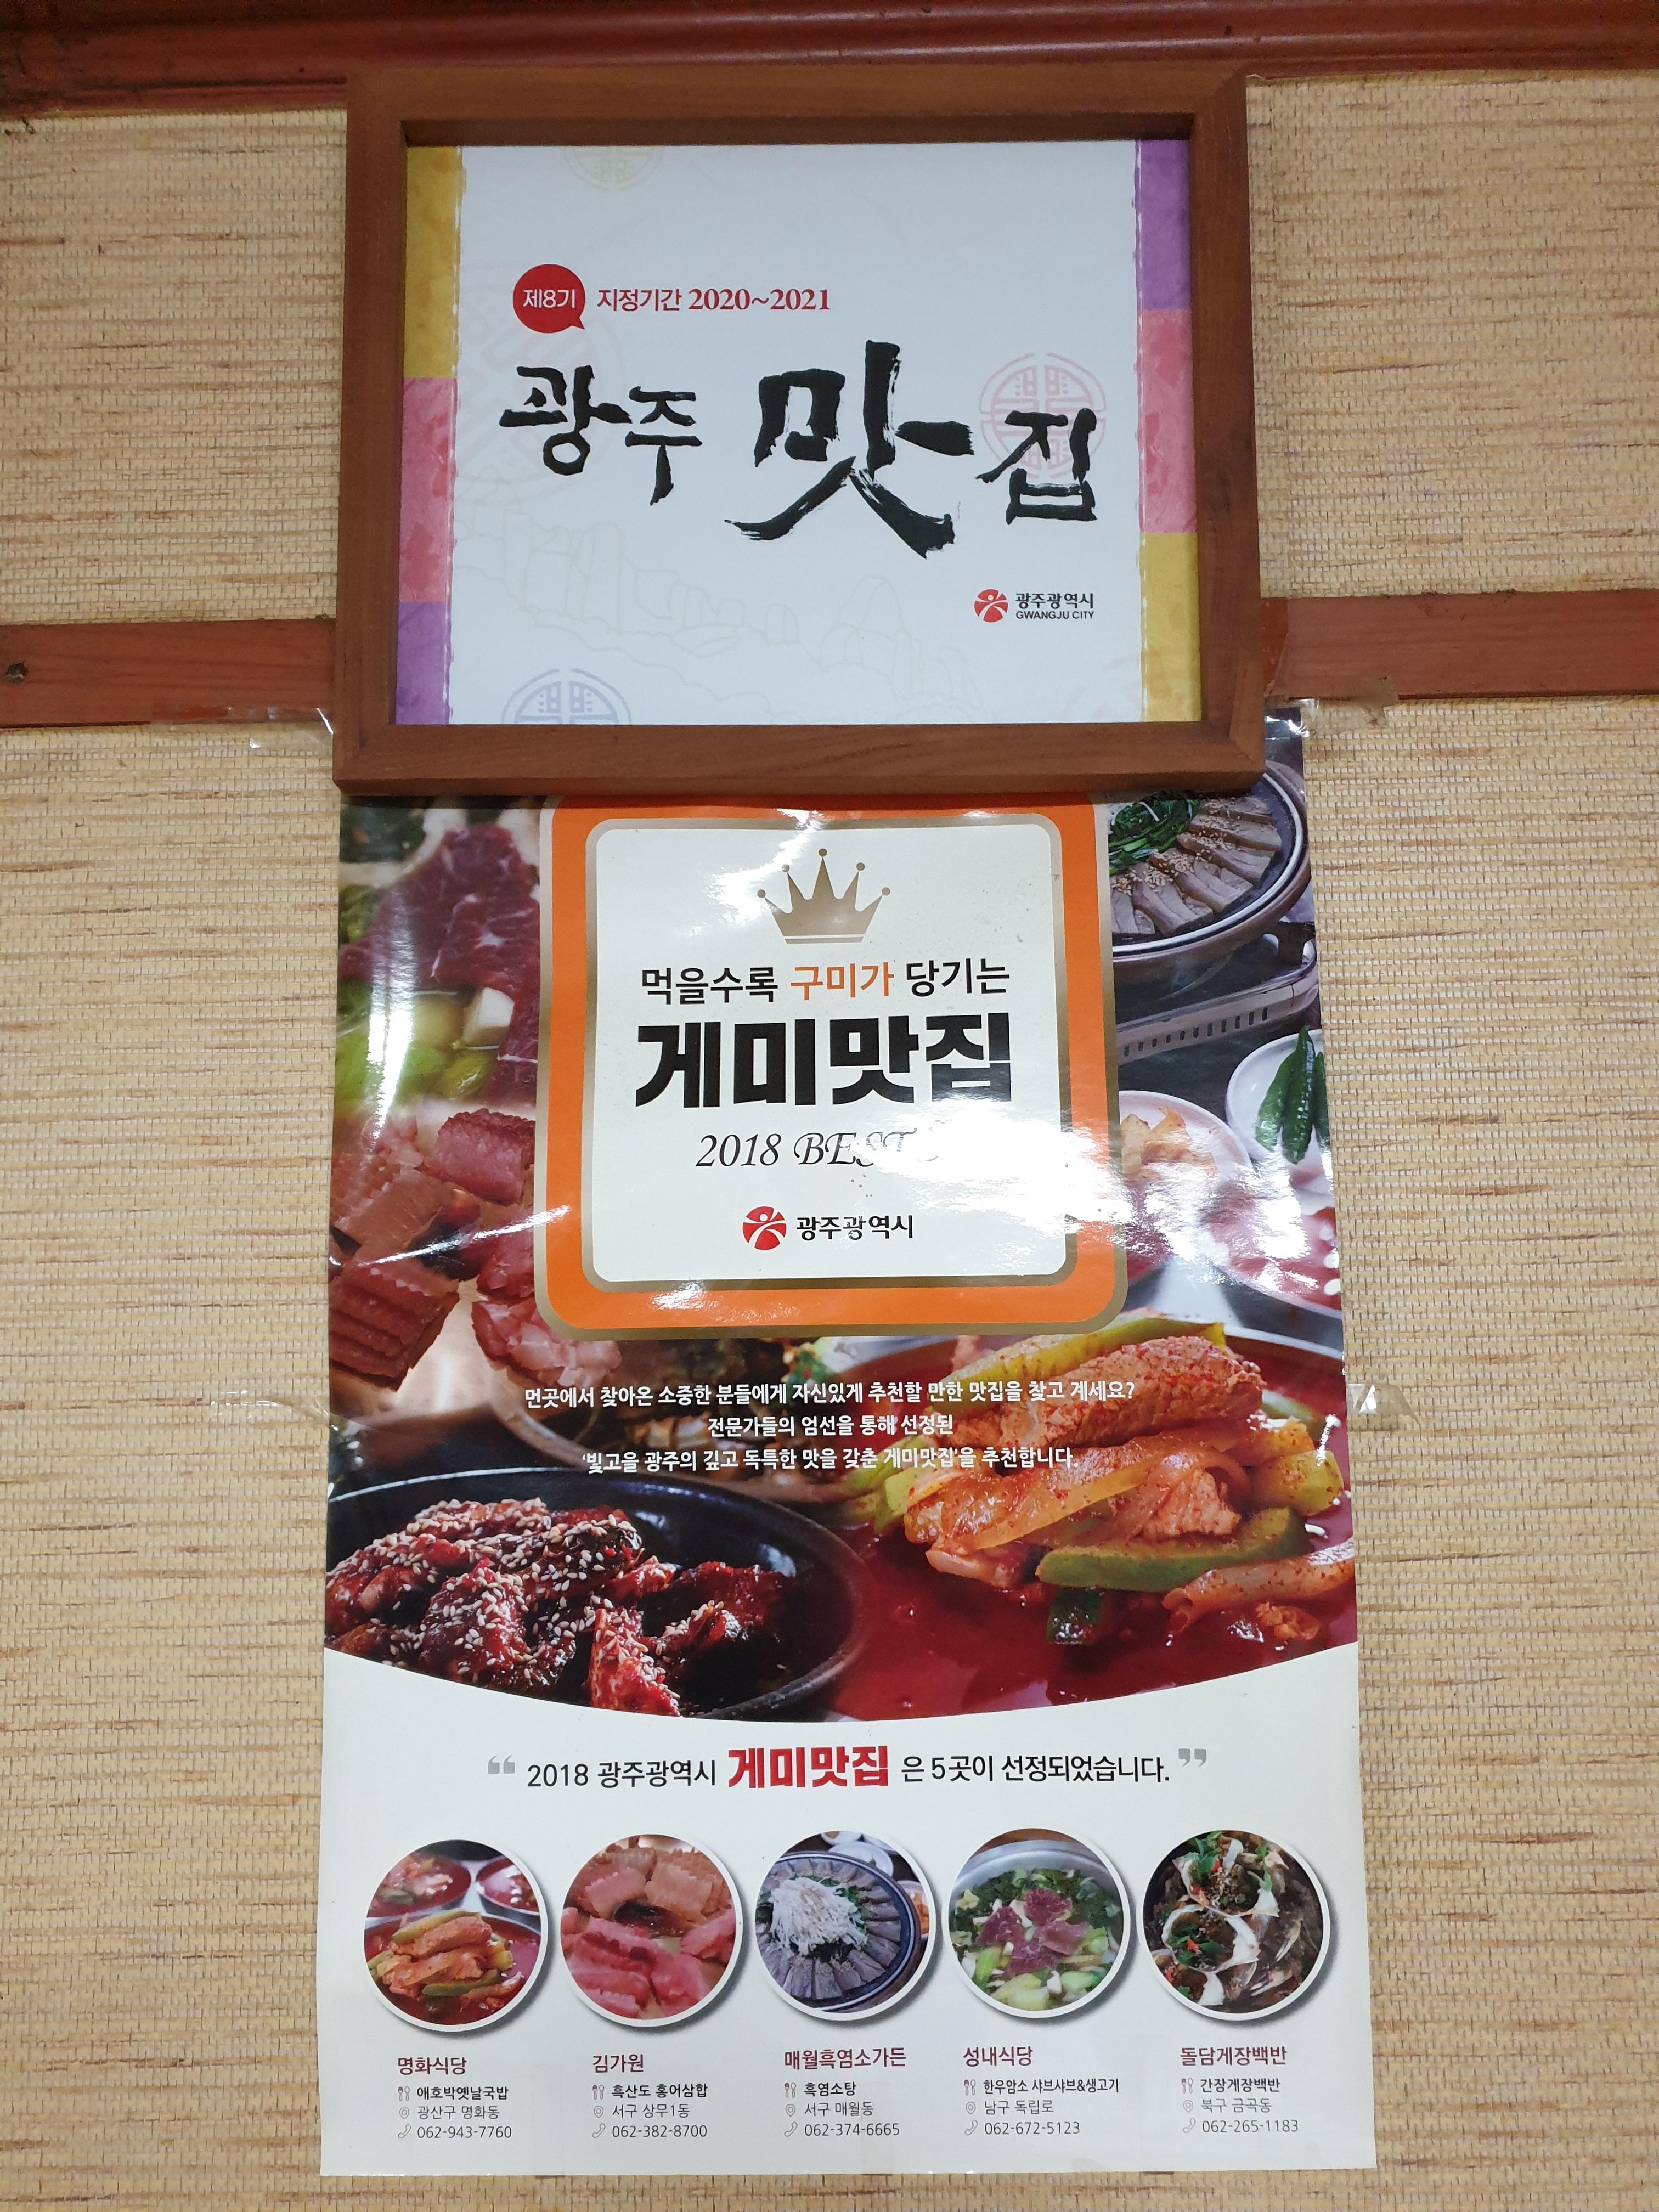 제8기 지정기간 2020~2021
광주 맛집
광주광역시
GWANGJU CITY
먹을수록 구미가 당기는
게미맛집
2018 BEST
광주광역시
먼곳에서 찾아온 소중한 분들에게 자신있게 추천할 만한 맛집을 찾고 계세요?
전문가들의 엄선을 통해 선정된
‘빛고을 광주의 깊고 독특한 맛을 갖춘 게미맛집’을 추천합니다.
“ 2018 광주광역시 게미맛집 은 5곳이 선정되었습니다. ”
명화식당
애호박옛날국밥
광산구 명화동
062-943-7760
김가원
흑산도 홍어삼합
서구 상무1동
062-382-8700
매월흑염소가든
흑염소탕
서구 매월동
062-374-6665
성내식당
한우암소 샤브샤브&생고기
남구 독립로
062-672-5123
돌담게장백반
간장게장백반
북구 금곡동
062-265-1183